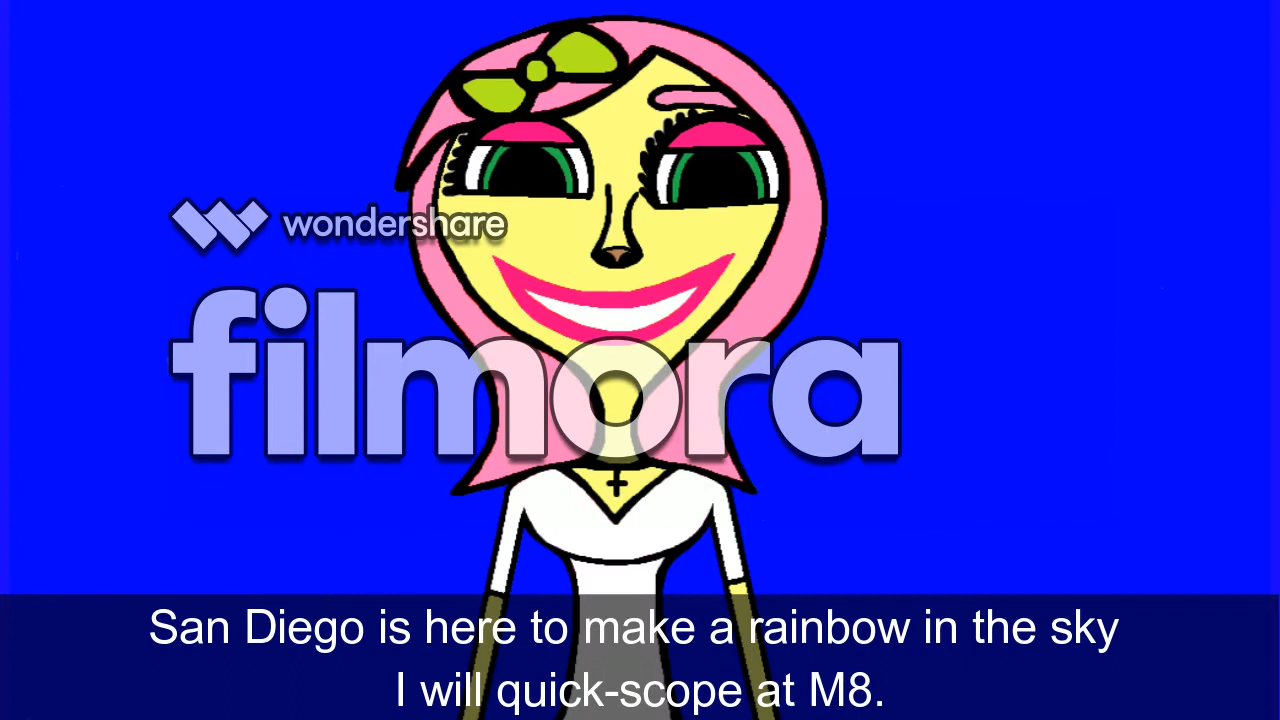 wondershare
filmora
San Diego is here to make a rainbow in the sky
I will quick-scope at M8.